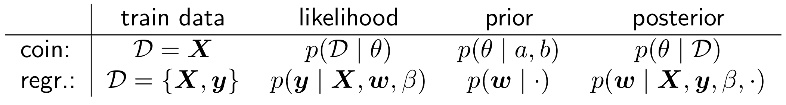 train data likelihood prior posterior
coin: 𝒟 = 𝑿 p(𝒟 | θ) p(θ | a, b) p(θ | 𝒟)
regr.: 𝒟 = {𝑿, 𝒚} p(𝒚 | 𝑿, 𝒘, β) p(𝒘 | ·) p(𝒘 | 𝑿, 𝒚, β, ·)